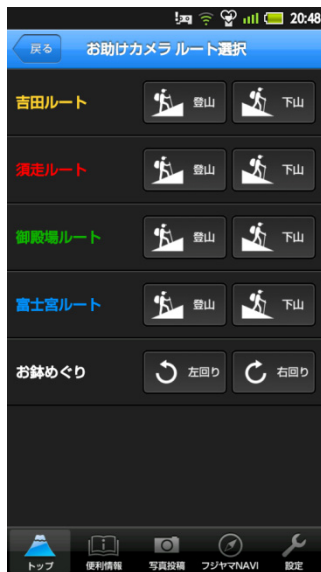 20:48
戻る お助けカメラ ルート選択
吉田ルート 登山 下山
須走ルート 登山 下山
御殿場ルート 登山 下山
富士宮ルート 登山 下山
お鉢めぐり 左回り 右回り
トップ 便利情報 写真投稿 フジヤマNAVI 設定